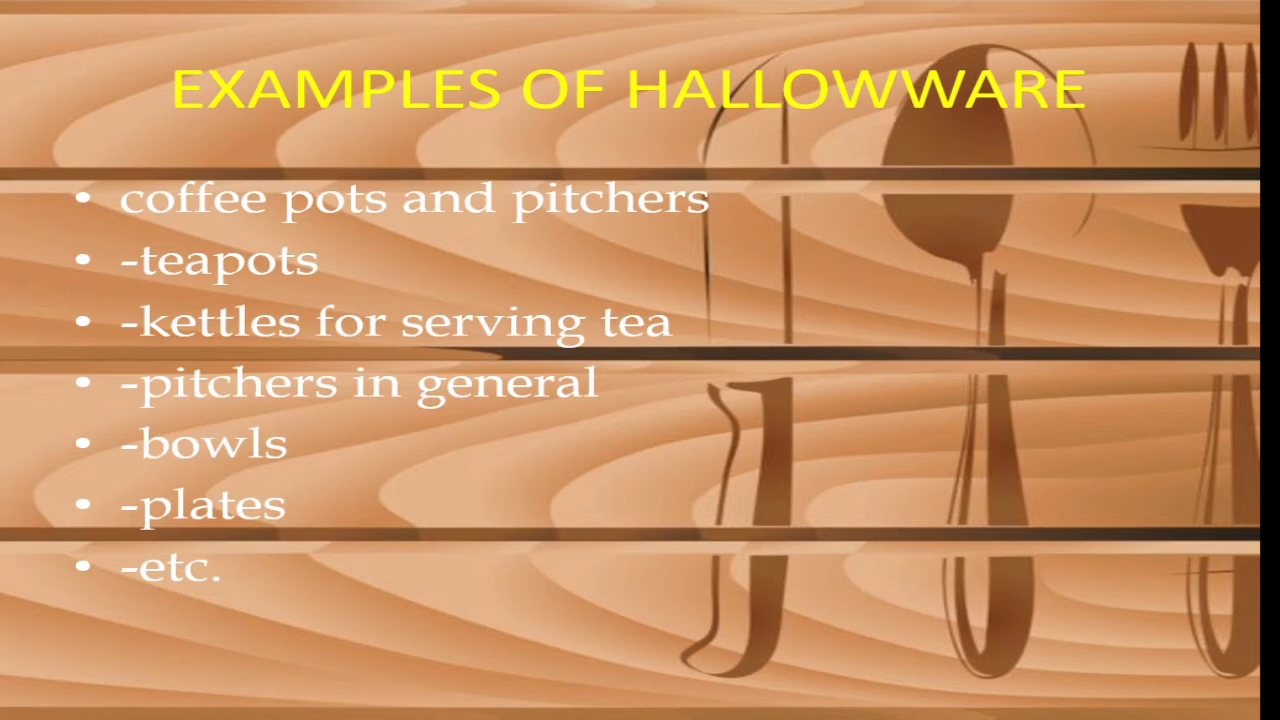 EXAMPLES OF HALLOWWARE
• coffee pots and pitchers
• -teapots
• -kettles for serving tea
• -pitchers in general
• -bowls
• -plates
• -etc.